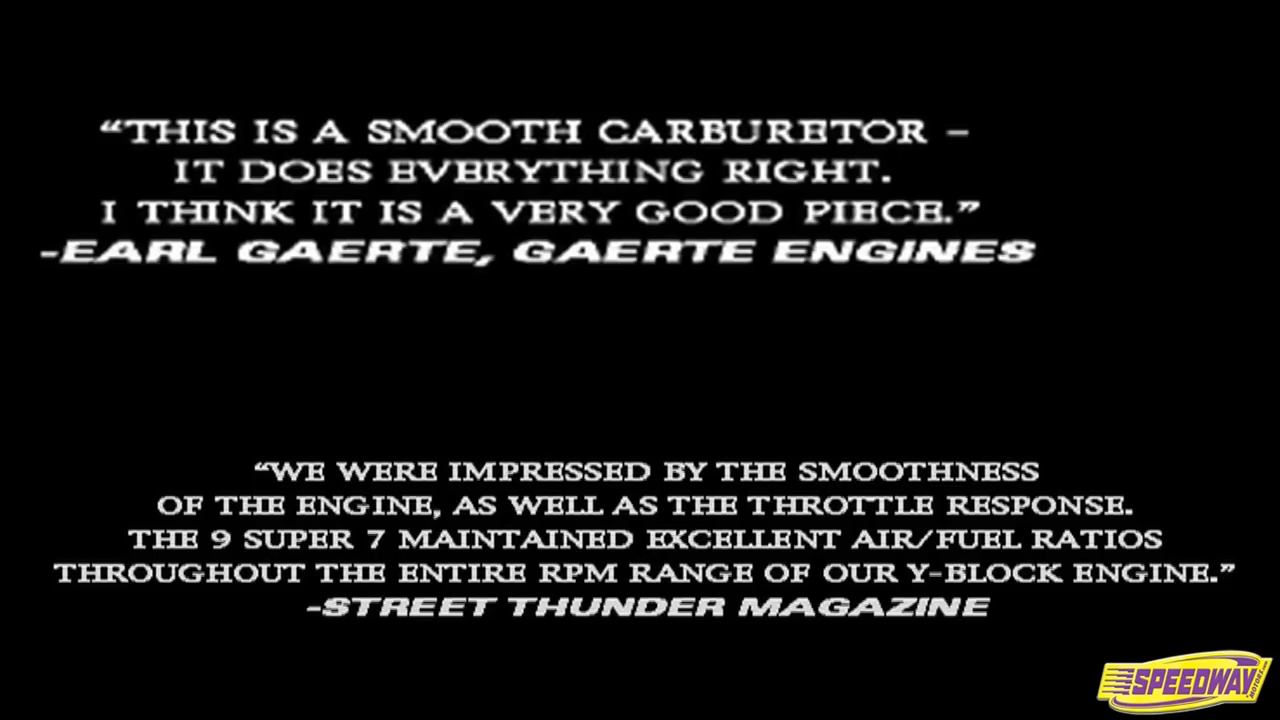 “THIS IS A SMOOTH CARBURETOR –
IT DOES EVERYTHING RIGHT.
I THINK IT IS A VERY GOOD PIECE.”
-EARL GAERTE, GAERTE ENGINES
“WE WERE IMPRESSED BY THE SMOOTHNESS
OF THE ENGINE, AS WELL AS THE THROTTLE RESPONSE.
THE 9 SUPER 7 MAINTAINED EXCELLENT AIR/FUEL RATIOS
THROUGHOUT THE ENTIRE RPM RANGE OF OUR Y-BLOCK ENGINE.”
-STREET THUNDER MAGAZINE
SPEEDWAY
MOTORS.com